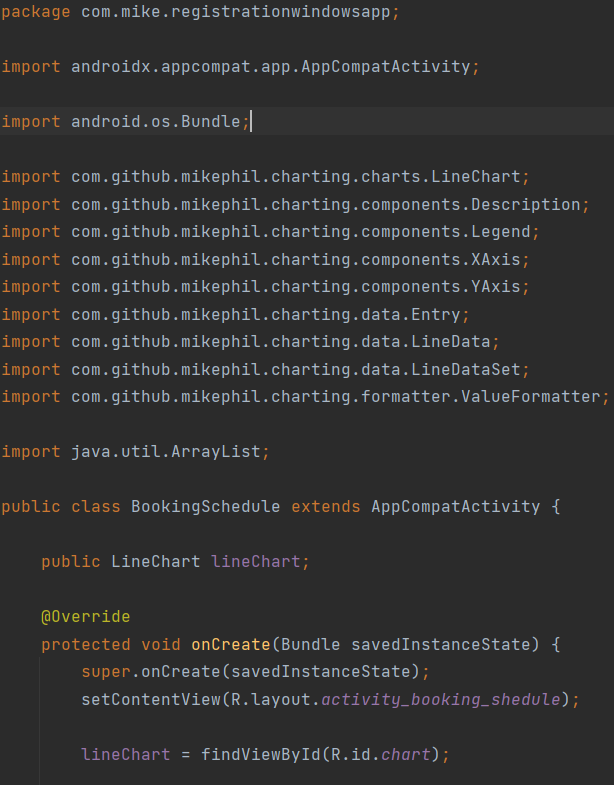 package com.mike.registrationwindowsapp;
import androidx.appcompat.app.AppCompatActivity;
import android.os.Bundle;
import com.github.mikephil.charting.charts.LineChart;
import com.github.mikephil.charting.components.Description;
import com.github.mikephil.charting.components.Legend;
import com.github.mikephil.charting.components.XAxis;
import com.github.mikephil.charting.components.YAxis;
import com.github.mikephil.charting.data.Entry;
import com.github.mikephil.charting.data.LineData;
import com.github.mikephil.charting.data.LineDataSet;
import com.github.mikephil.charting.formatter.ValueFormatter;
import java.util.ArrayList;
public class BookingSchedule extends AppCompatActivity {
    public LineChart lineChart;
    @Override
    protected void onCreate(Bundle savedInstanceState) {
        super.onCreate(savedInstanceState);
        setContentView(R.layout.activity_booking_shedule);
        lineChart = findViewById(R.id.chart);